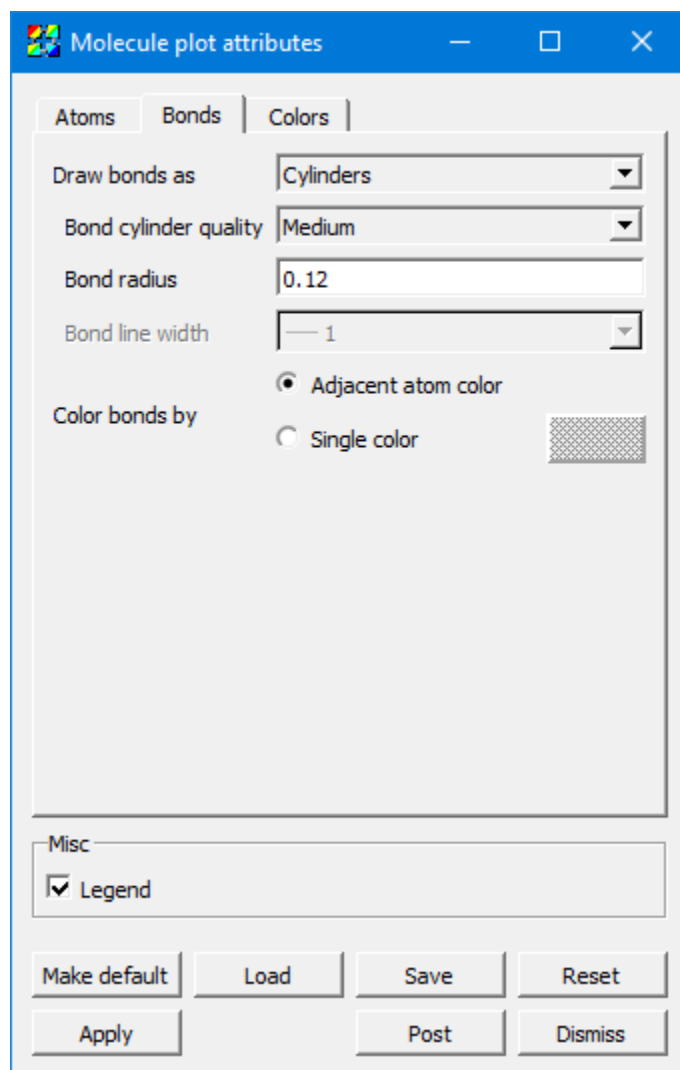 Molecule plot attributes
Atoms Bonds Colors
Draw bonds as Cylinders
Bond cylinder quality Medium
Bond radius 0.12
Bond line width 1
Color bonds by
Adjacent atom color
Single color
Misc
Legend
Make default Load Save Reset
Apply Post Dismiss